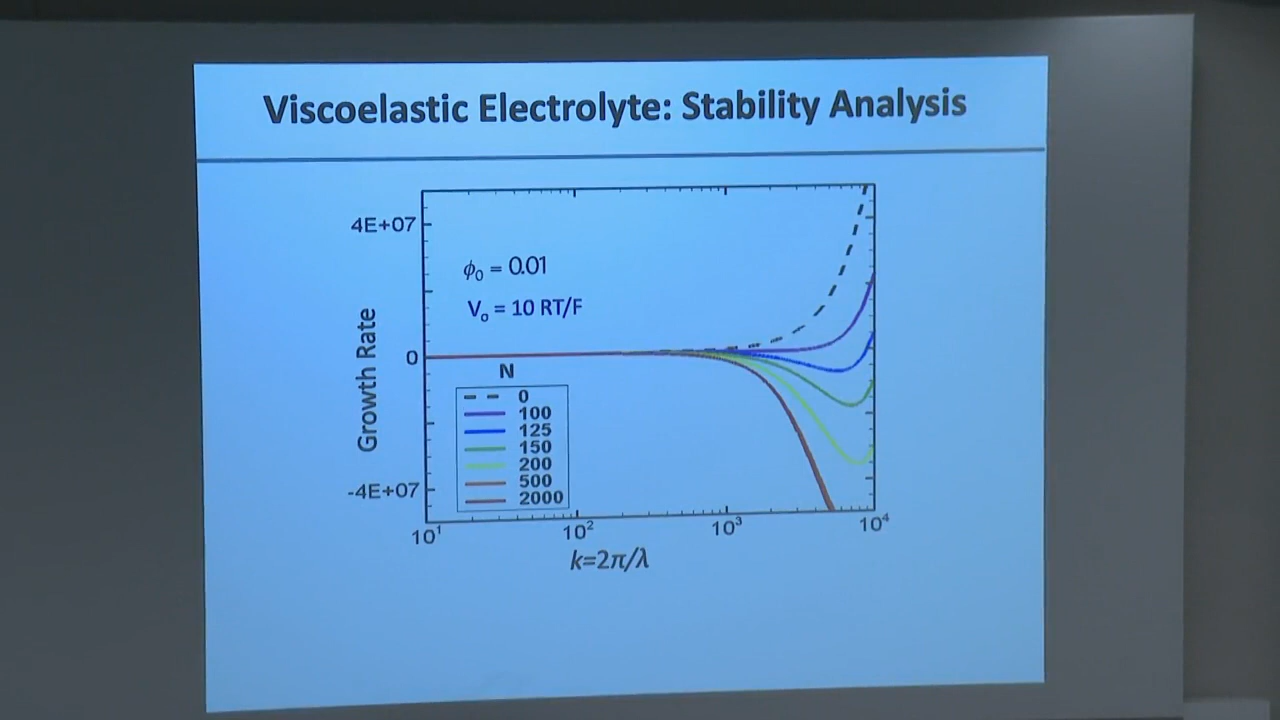 Viscoelastic Electrolyte: Stability Analysis
4E+07
ϕ₀ = 0.01
Vₒ = 10 RT/F
Growth Rate
0
N
0
100
125
150
200
500
2000
-4E+07
10¹
10²
10³
10⁴
k=2π/λ